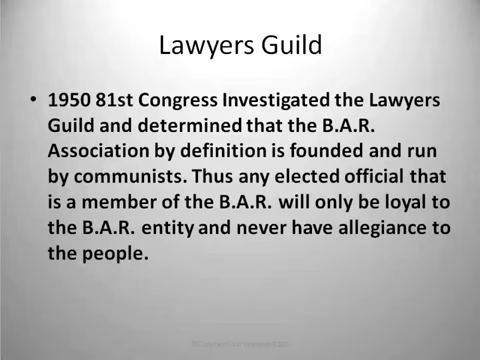 Lawyers Guild
• 1950 81st Congress Investigated the Lawyers
Guild and determined that the B.A.R.
Association by definition is founded and run
by communists. Thus any elected official that
is a member of the B.A.R. will only be loyal to
the B.A.R. entity and never have allegiance to
the people.